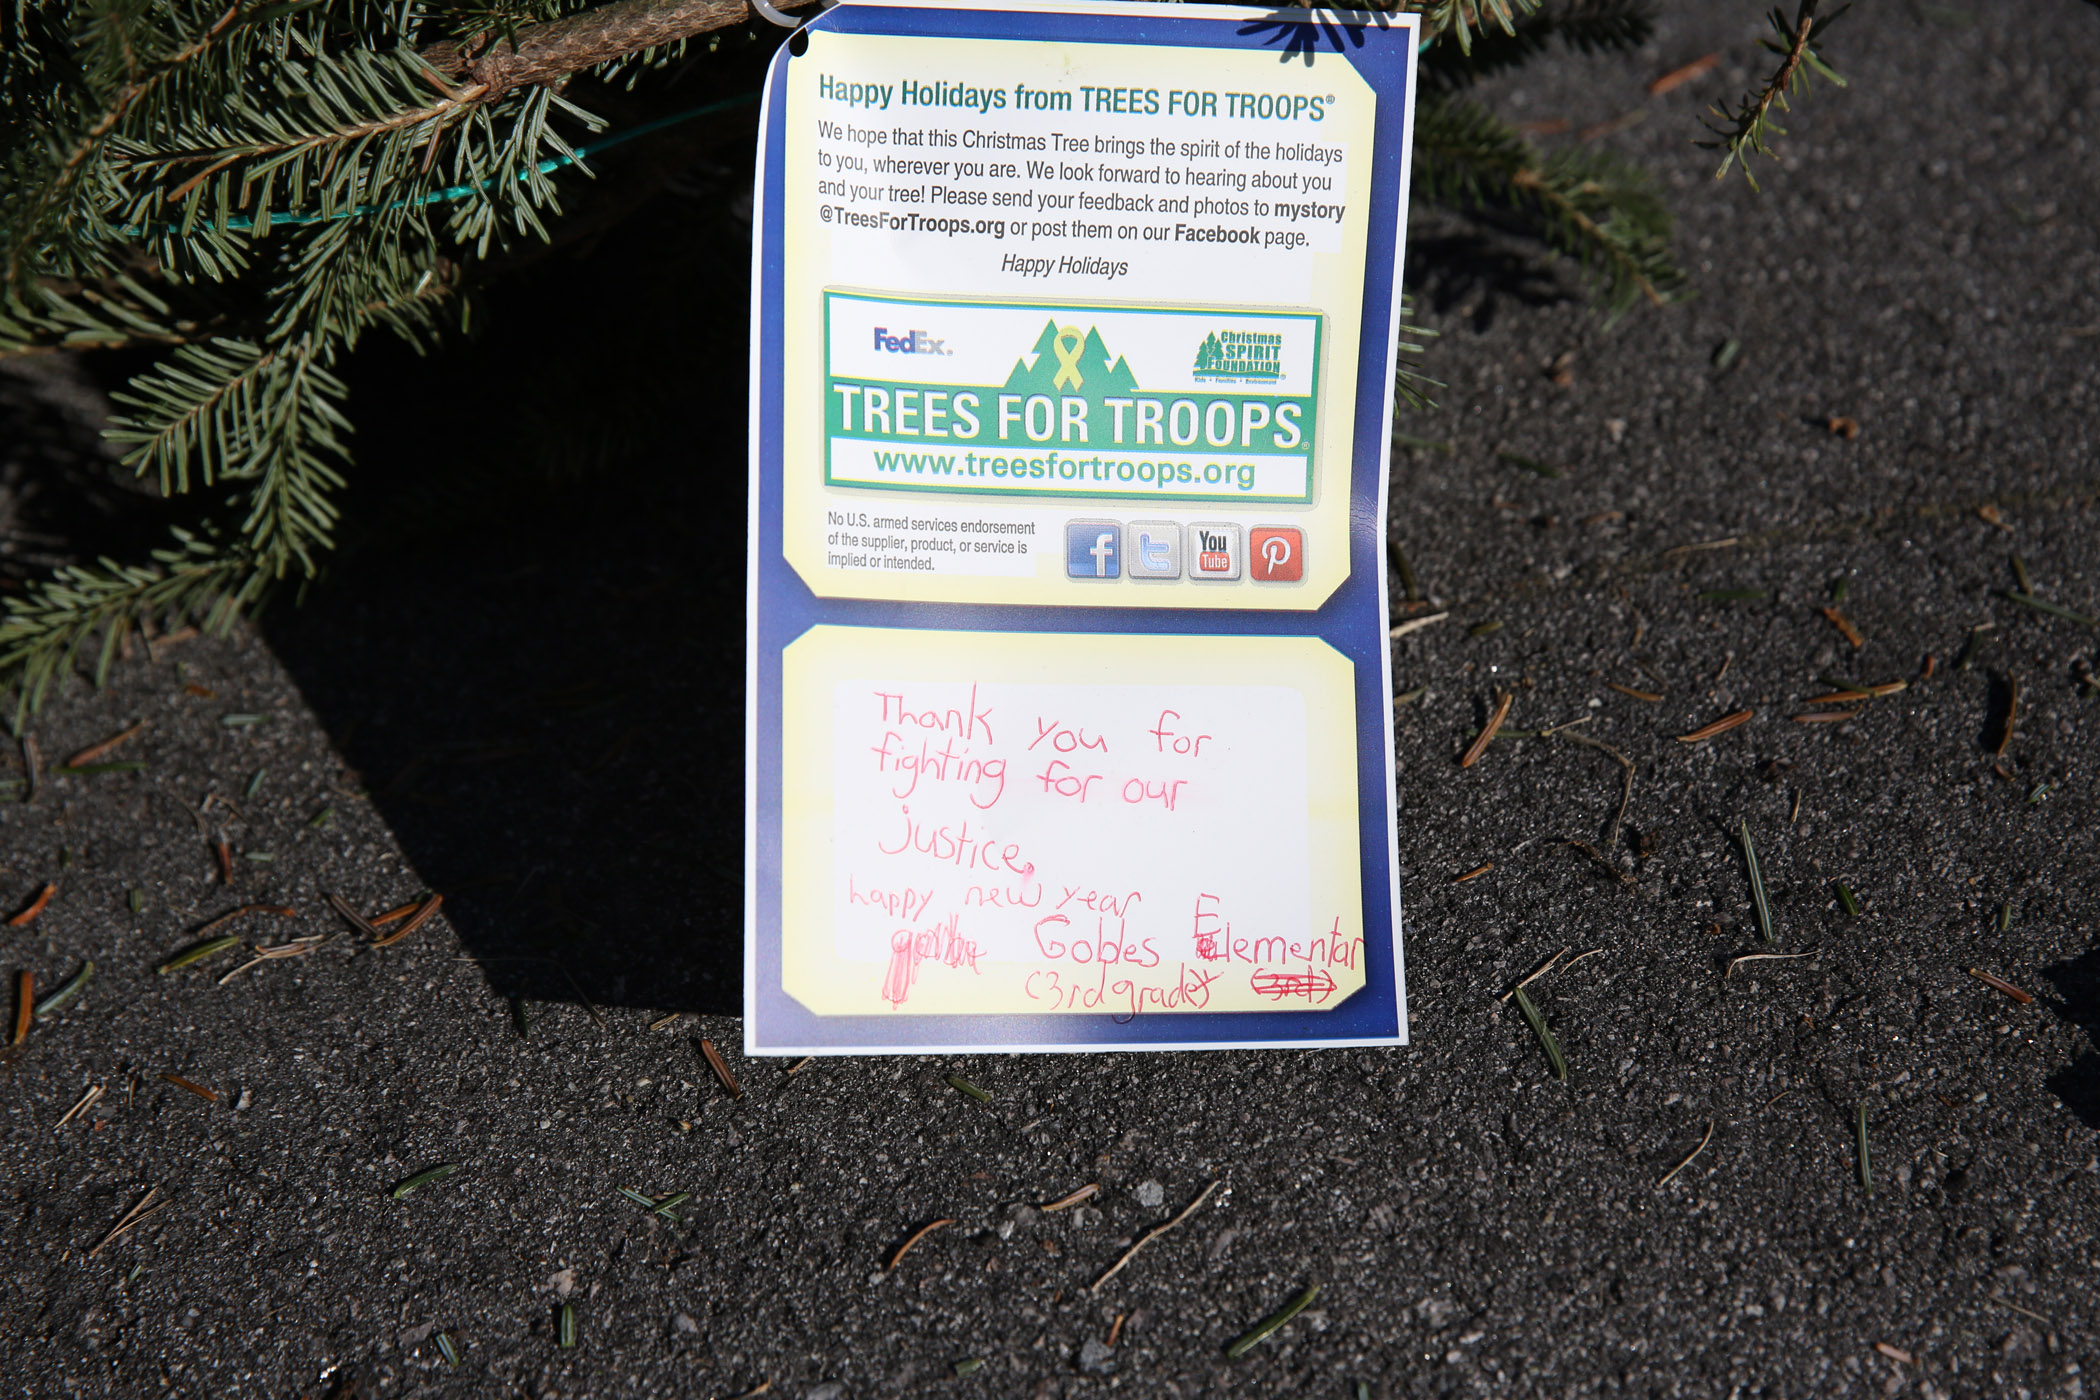 Happy Holidays from TREES FOR TROOPS®
We hope that this Christmas Tree brings the spirit of the holidays
to you, wherever you are. We look forward to hearing about you
and your tree! Please send your feedback and photos to mystory
@TreesForTroops.org or post them on our Facebook page.
Happy Holidays
FedEx.
Christmas
SPIRIT
FOUNDATION
Kids • Families • Environment
TREES FOR TROOPS®
www.treesfortroops.org
No U.S. armed services endorsement
of the supplier, product, or service is
implied or intended.
f t You Tube P
Thank you for
fighting for our
justice.
happy new year
Gobles Elementar
(3rd grade) (3rd)